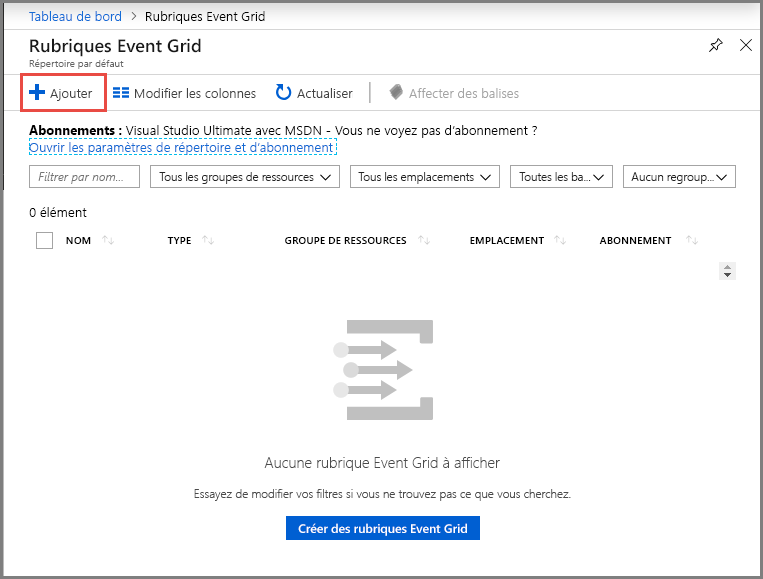 Tableau de bord > Rubriques Event Grid
Rubriques Event Grid
Répertoire par défaut
Ajouter Modifier les colonnes Actualiser Affecter des balises
Abonnements : Visual Studio Ultimate avec MSDN - Vous ne voyez pas d'abonnement ?
Ouvrir les paramètres de répertoire et d'abonnement
Filtrer par nom... Tous les groupes de ressources Tous les emplacements Toutes les ba... Aucun regroup...
0 élément
NOM TYPE GROUPE DE RESSOURCES EMPLACEMENT ABONNEMENT
Aucune rubrique Event Grid à afficher
Essayez de modifier vos filtres si vous ne trouvez pas ce que vous cherchez.
Créer des rubriques Event Grid